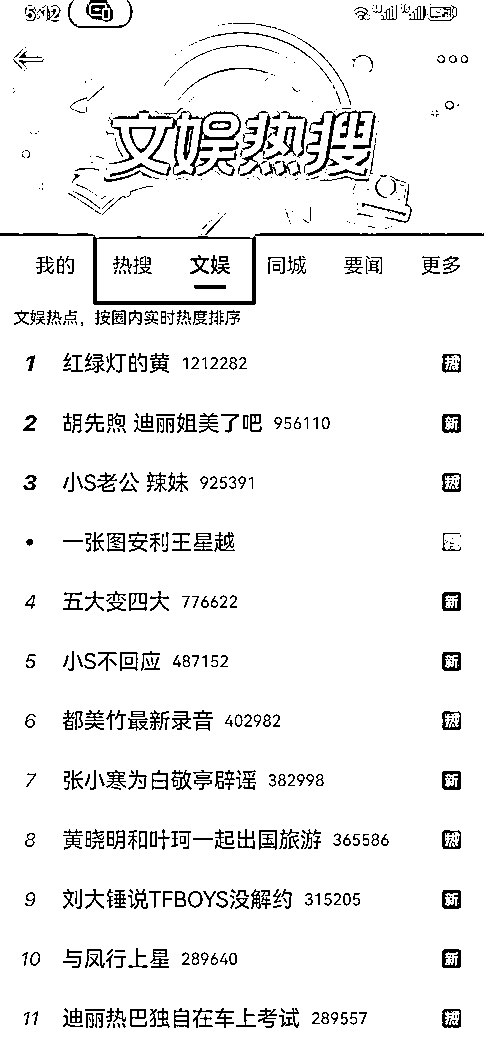 5:12
文娱热搜
我的 热搜 文娱 同城 要闻 更多
文娱热点，按圈内实时热度排序
1 红绿灯的黄 1212282 热
2 胡先煦 迪丽姐美了吧 956110 新
3 小S老公 辣妹 925391 热
• 一张图安利王星越
4 五大变四大 776622 新
5 小S不回应 487152 新
6 都美竹最新录音 402982 热
7 张小寒为白敬亭辟谣 382998 新
8 黄晓明和叶珂一起出国旅游 365586 热
9 刘大锤说TFBOYS没解约 315205 新
10 与凤行上星 289640 新
11 迪丽热巴独自在车上考试 289557 热